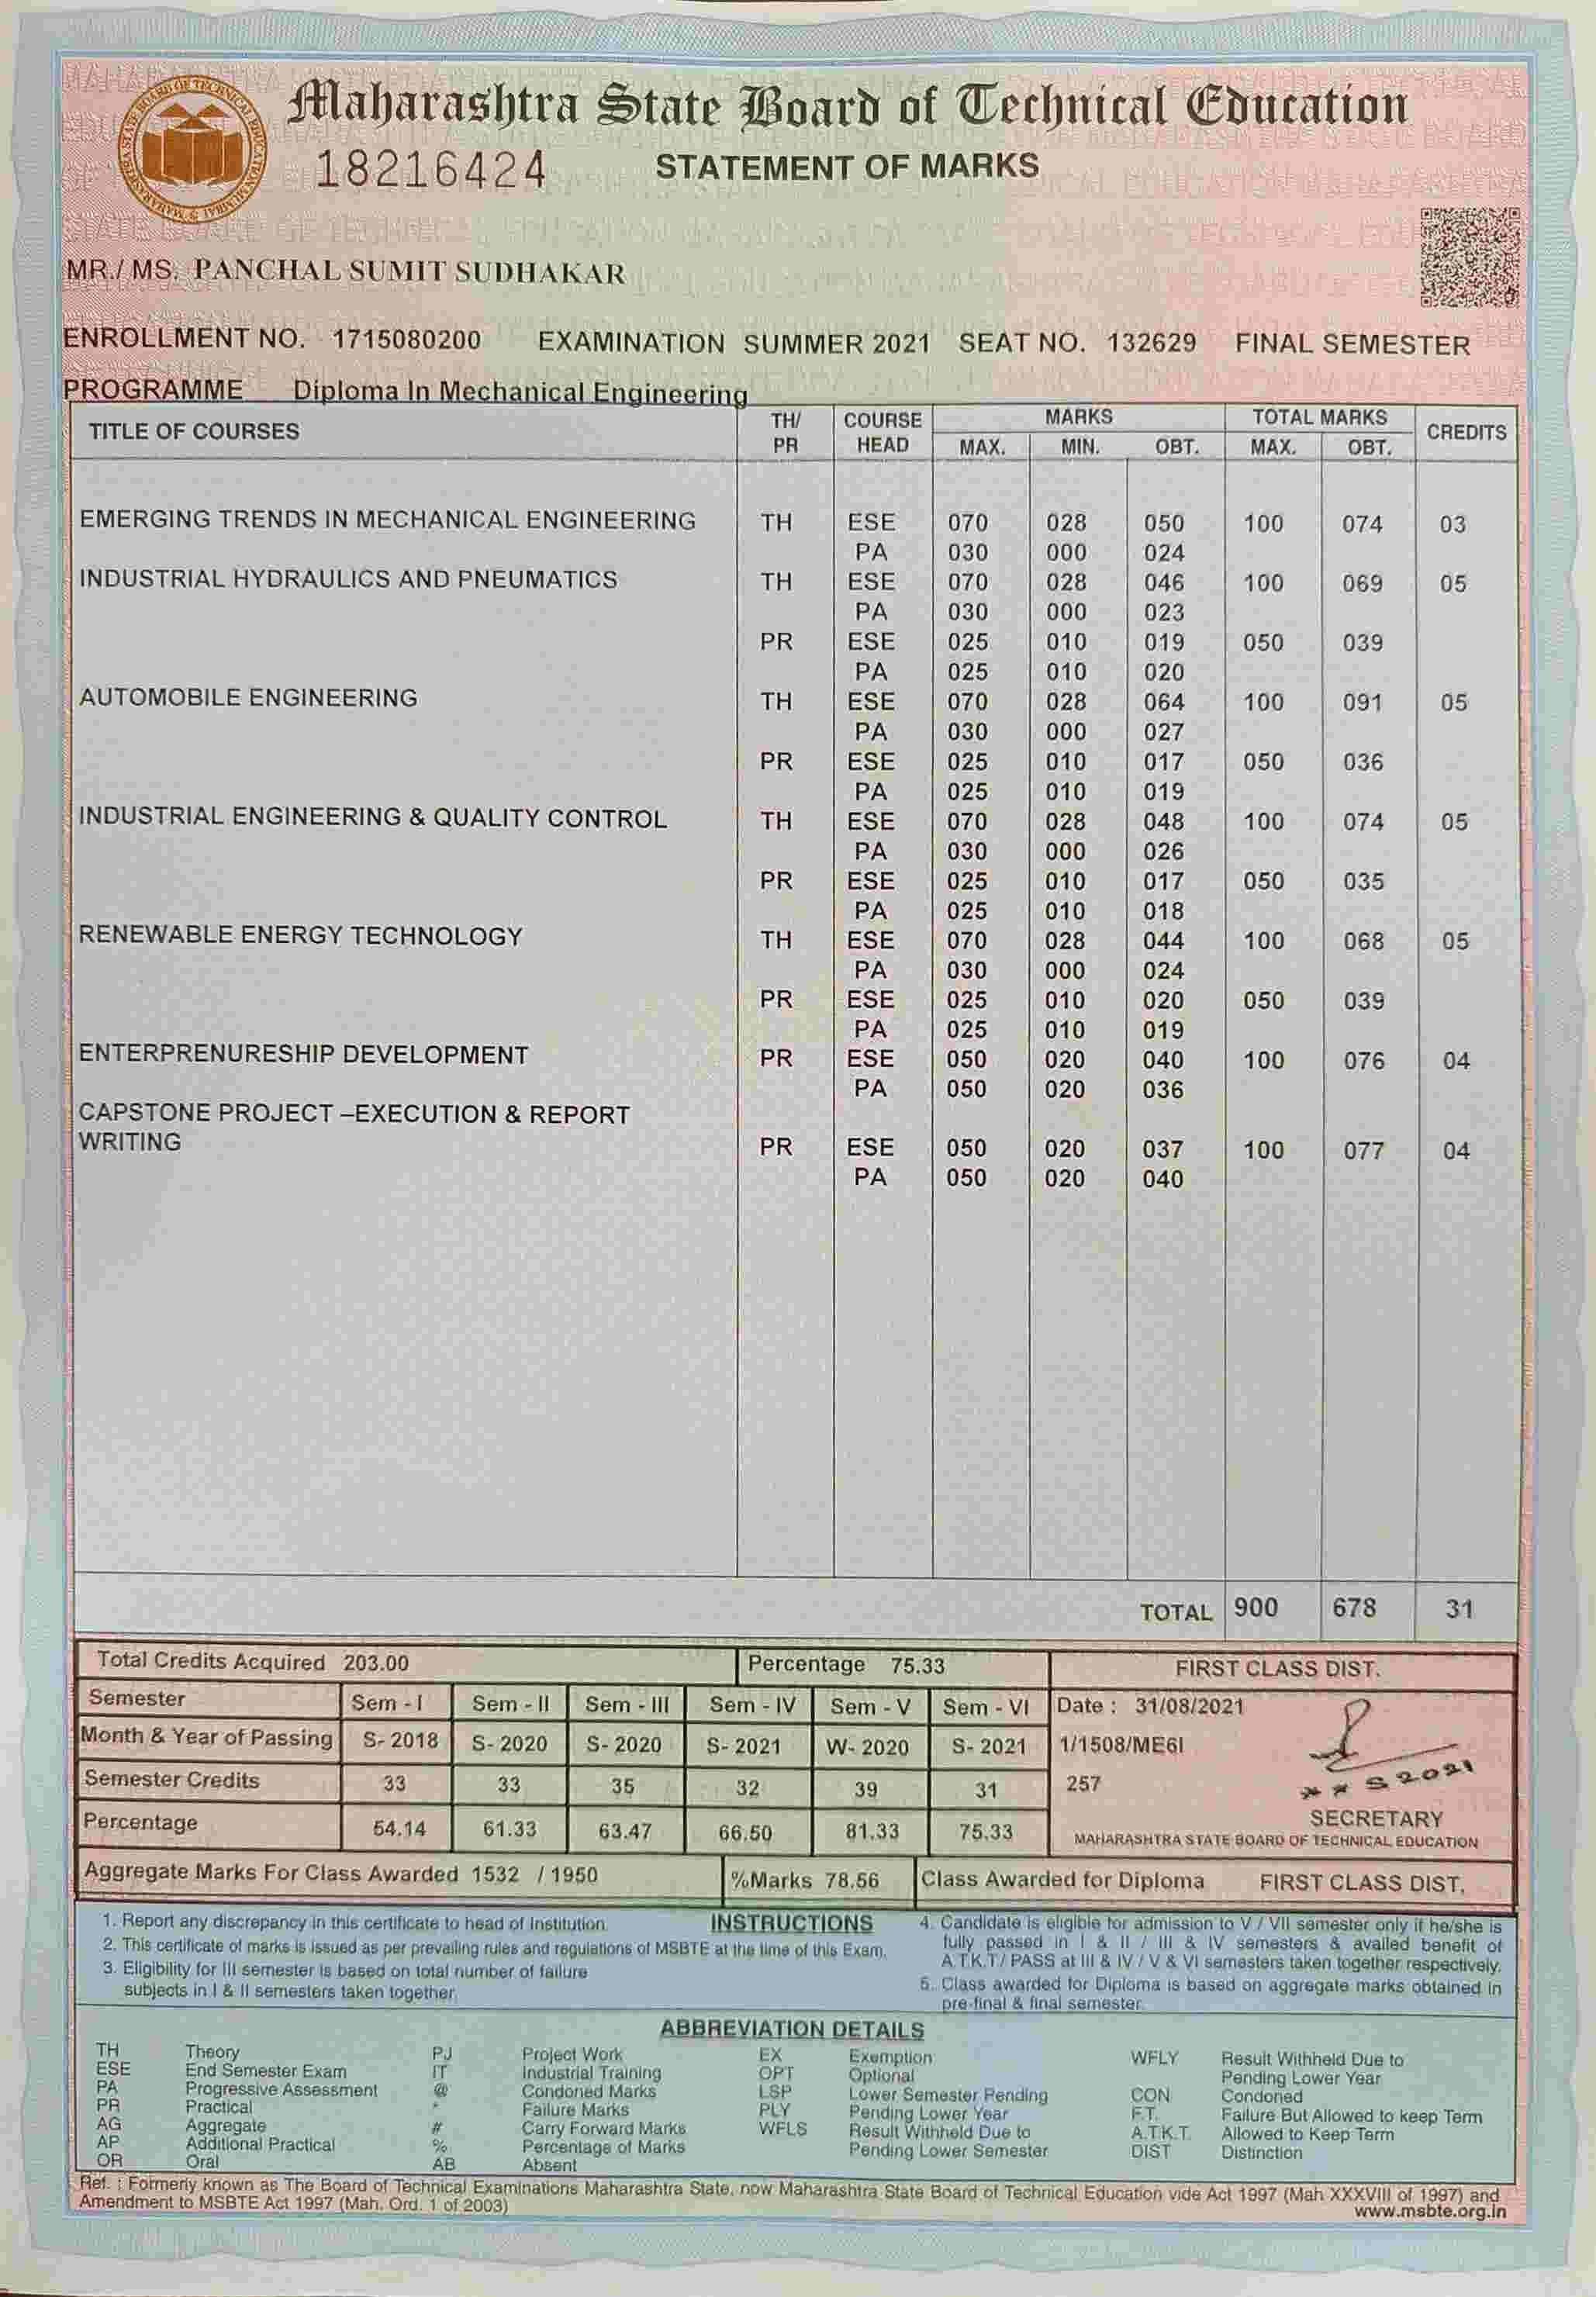 Maharashtra State Board of Technical Education
18216424 STATEMENT OF MARKS
MR./ MS. PANCHAL SUMIT SUDHAKAR
ENROLLMENT NO. 1715080200 EXAMINATION SUMMER 2021 SEAT NO. 132629 FINAL SEMESTER
PROGRAMME Diploma In Mechanical Engineering
TITLE OF COURSES TH/ PR COURSE HEAD MARKS MAX. MIN. OBT. TOTAL MARKS MAX. OBT. CREDITS
EMERGING TRENDS IN MECHANICAL ENGINEERING TH ESE 070 028 050 100 074 03
PA 030 000 024
INDUSTRIAL HYDRAULICS AND PNEUMATICS TH ESE 070 028 046 100 069 05
PA 030 000 023
PR ESE 025 010 019 050 039
PA 025 010 020
AUTOMOBILE ENGINEERING TH ESE 070 028 064 100 091 05
PA 030 000 027
PR ESE 025 010 017 050 036
PA 025 010 019
INDUSTRIAL ENGINEERING & QUALITY CONTROL TH ESE 070 028 048 100 074 05
PA 030 000 026
PR ESE 025 010 017 050 035
PA 025 010 018
RENEWABLE ENERGY TECHNOLOGY TH ESE 070 028 044 100 068 05
PA 030 000 024
PR ESE 025 010 020 050 039
PA 025 010 019
ENTERPRENURESHIP DEVELOPMENT PR ESE 050 020 040 100 076 04
PA 050 020 036
CAPSTONE PROJECT –EXECUTION & REPORT
WRITING PR ESE 050 020 037 100 077 04
PA 050 020 040
TOTAL 900 678 31
Total Credits Acquired 203.00 Percentage 75.33 FIRST CLASS DIST.
Semester Sem - I Sem - II Sem - III Sem - IV Sem - V Sem - VI Date : 31/08/2021
Month & Year of Passing S- 2018 S- 2020 S- 2020 S- 2021 W- 2020 S- 2021 1/1508/ME6I
Semester Credits 33 33 35 32 39 31 257
S2021
Percentage 54.14 61.33 63.47 66.50 81.33 75.33 SECRETARY
MAHARASHTRA STATE BOARD OF TECHNICAL EDUCATION
Aggregate Marks For Class Awarded 1532 / 1950 %Marks 78.56 Class Awarded for Diploma FIRST CLASS DIST.
INSTRUCTIONS
1. Report any discrepancy in this certificate to head of Institution.
2. This certificate of marks is issued as per prevailing rules and regulations of MSBTE at the time of this Exam.
3. Eligibility for III semester is based on total number of failure
subjects in I & II semesters taken together.
4. Candidate is eligible for admission to V / VII semester only if he/she is
fully passed in I & II / III & IV semesters & availed benefit of
A.T.K.T/ PASS at III & IV / V & VI semesters taken together respectively.
5. Class awarded for Diploma is based on aggregate marks obtained in
pre-final & final semester.
ABBREVIATION DETAILS
TH Theory PJ Project Work EX Exemption WFLY Result Withheld Due to
ESE End Semester Exam IT Industrial Training OPT Optional Pending Lower Year
PA Progressive Assessment @ Condoned Marks LSP Lower Semester Pending CON Condoned
PR Practical * Failure Marks PLY Pending Lower Year F.T. Failure But Allowed to keep Term
AG Aggregate # Carry Forward Marks WFLS Result Withheld Due to A.T.K.T. Allowed to Keep Term
AP Additional Practical % Percentage of Marks Pending Lower Semester DIST Distinction
OR Oral AB Absent
Ref. : Formerly known as The Board of Technical Examinations Maharashtra State, now Maharashtra State Board of Technical Education vide Act 1997 (Mah XXXVIII of 1997) and
Amendment to MSBTE Act 1997 (Mah. Ord. 1 of 2003)
www.msbte.org.in